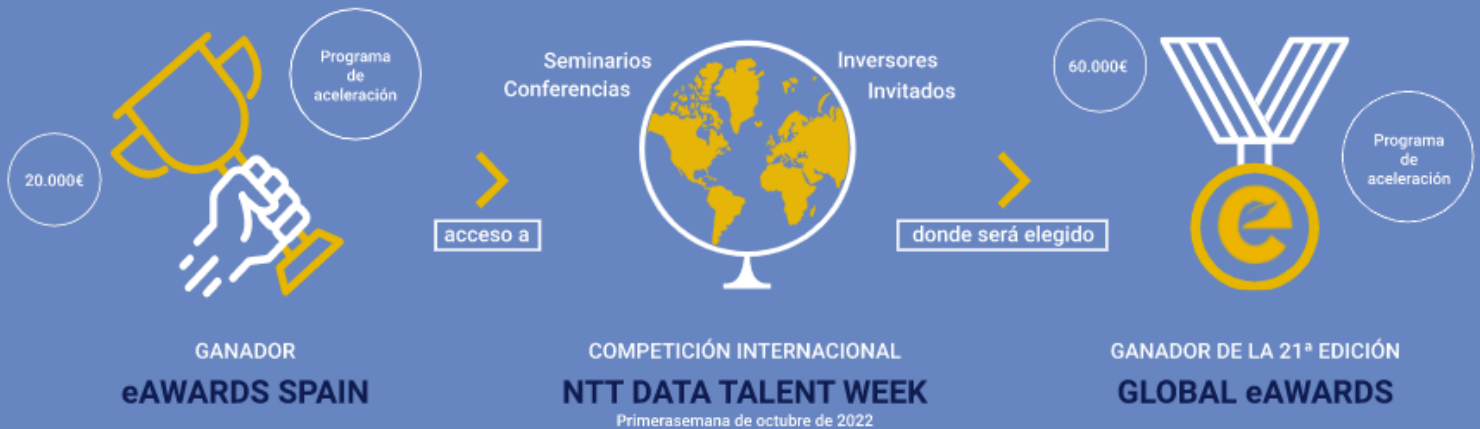 20.000€
Programa
de
aceleración
GANADOR
eAWARDS SPAIN
acceso a
Seminarios
Conferencias
Inversores
Invitados
COMPETICIÓN INTERNACIONAL
NTT DATA TALENT WEEK
Primerasemana de octubre de 2022
donde será elegido
60.000€
Programa
de
aceleración
e
GANADOR DE LA 21ª EDICIÓN
GLOBAL eAWARDS